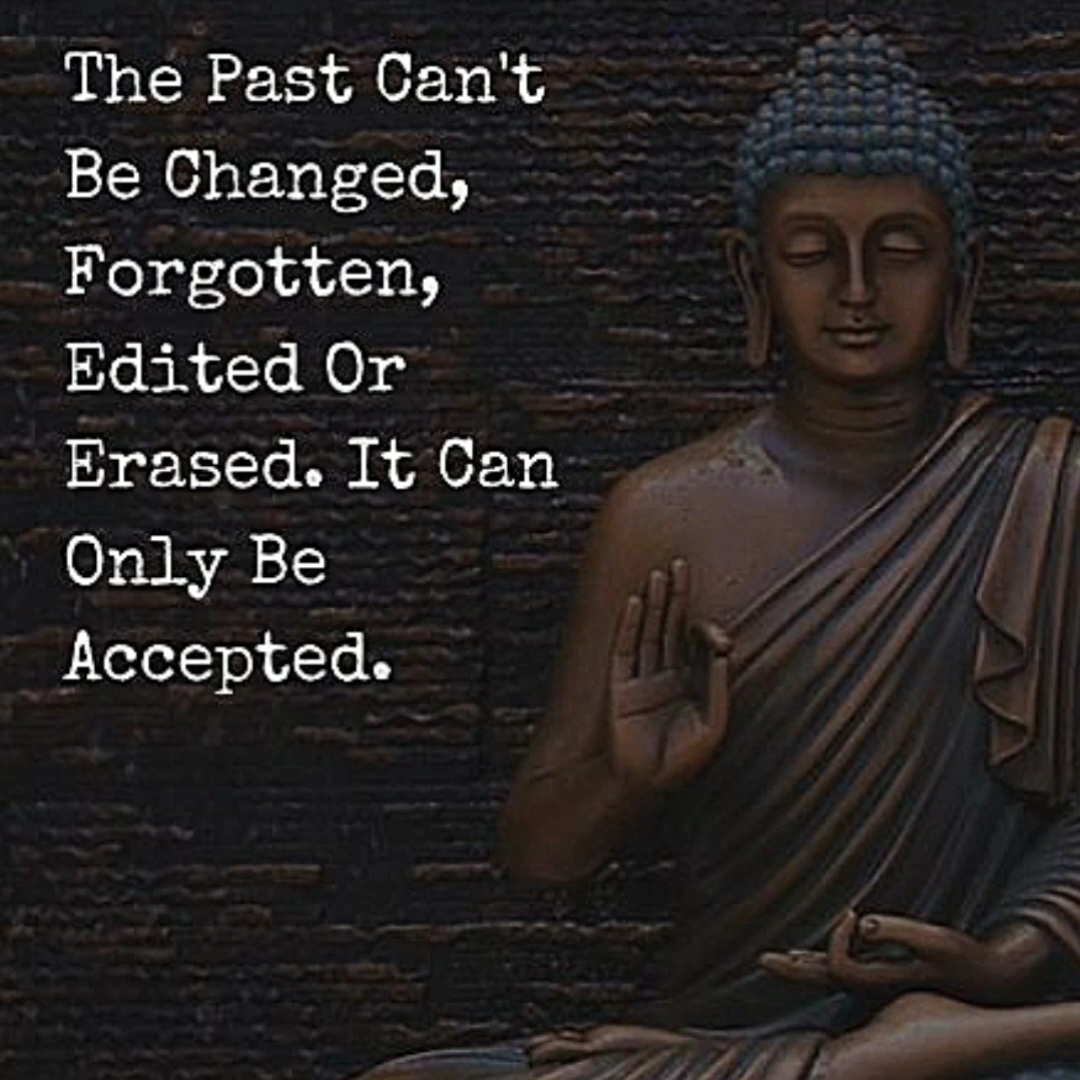 The Past Can't
Be Changed,
Forgotten,
Edited Or
Erased. It Can
Only Be
Accepted.